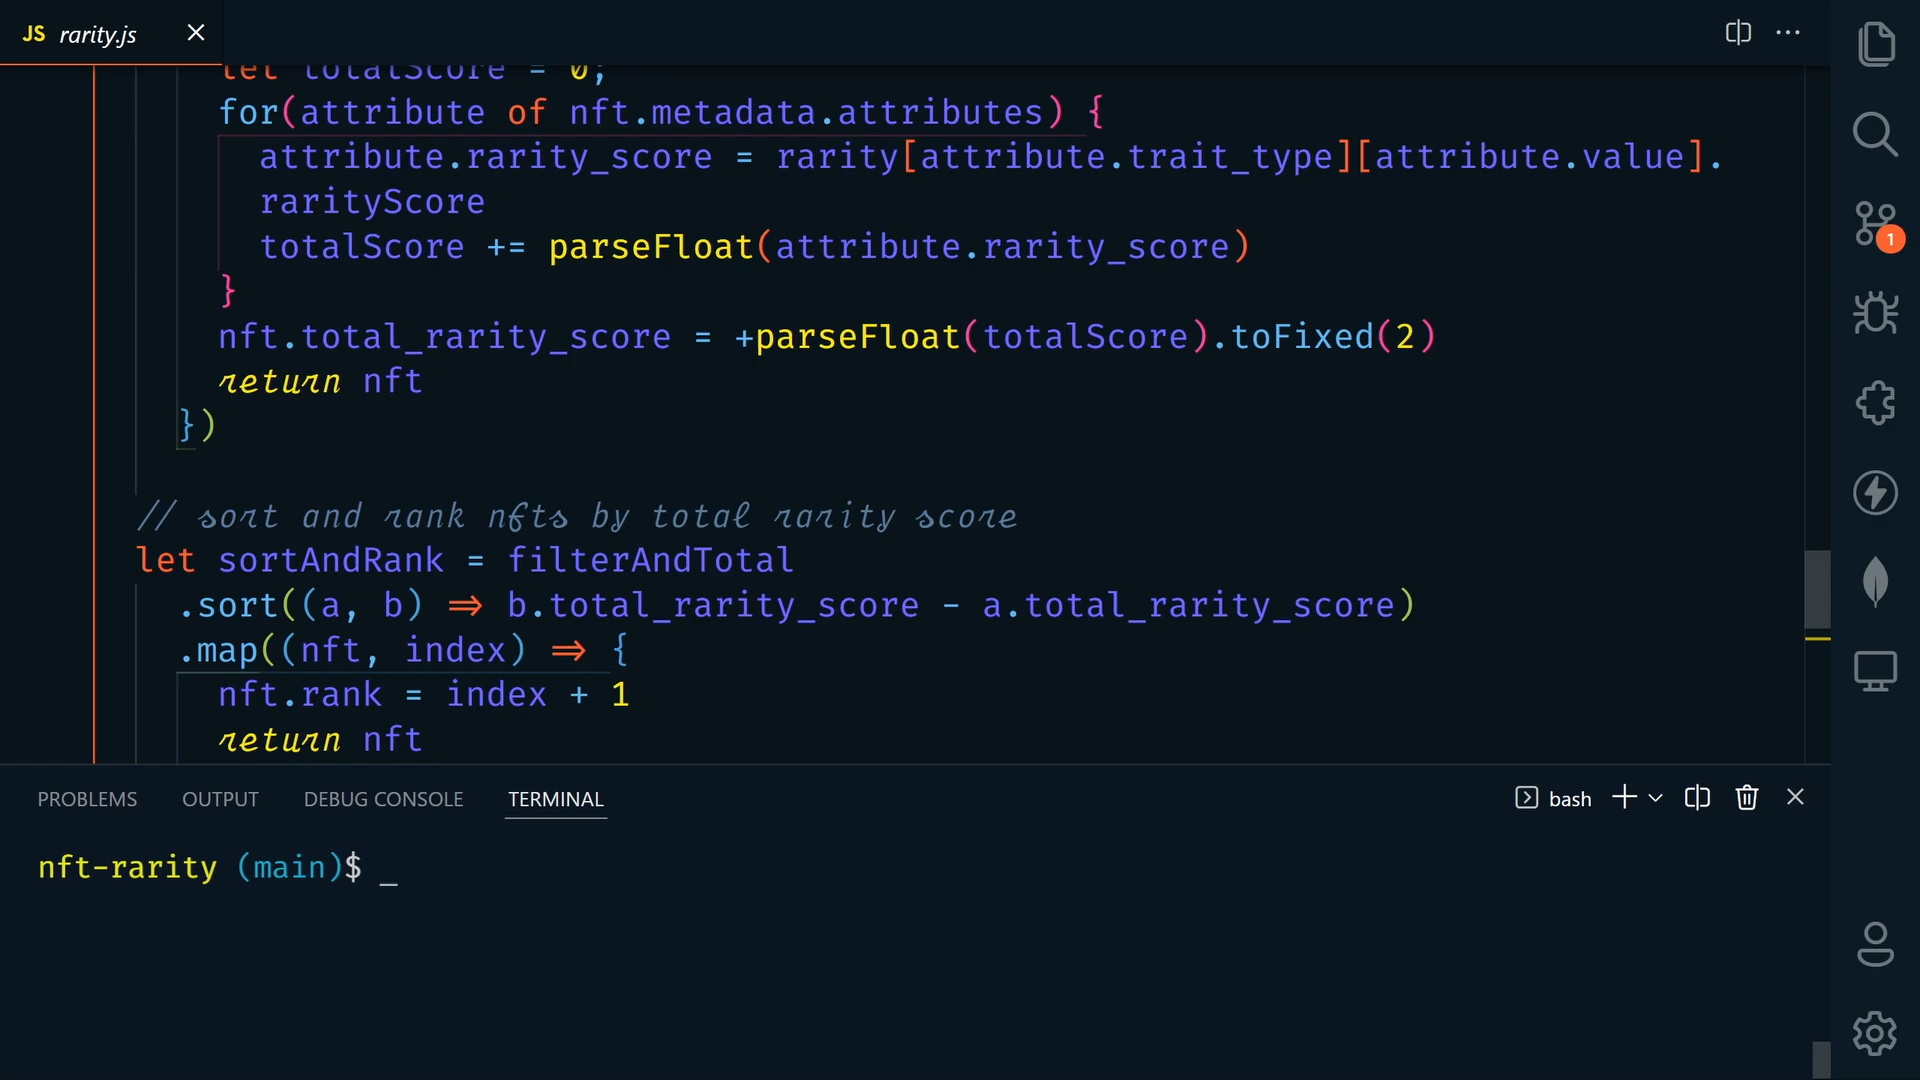 JS rarity.js
let totalScore = 0;
for(attribute of nft.metadata.attributes) {
attribute.rarity_score = rarity[attribute.trait_type][attribute.value].
rarityScore
totalScore += parseFloat(attribute.rarity_score)
}
nft.total_rarity_score = +parseFloat(totalScore).toFixed(2)
return nft
})
// sort and rank nfts by total rarity score
let sortAndRank = filterAndTotal
.sort((a, b) => b.total_rarity_score - a.total_rarity_score)
.map((nft, index) => {
nft.rank = index + 1
return nft
PROBLEMS OUTPUT DEBUG CONSOLE TERMINAL bash
nft-rarity (main)$ _
1